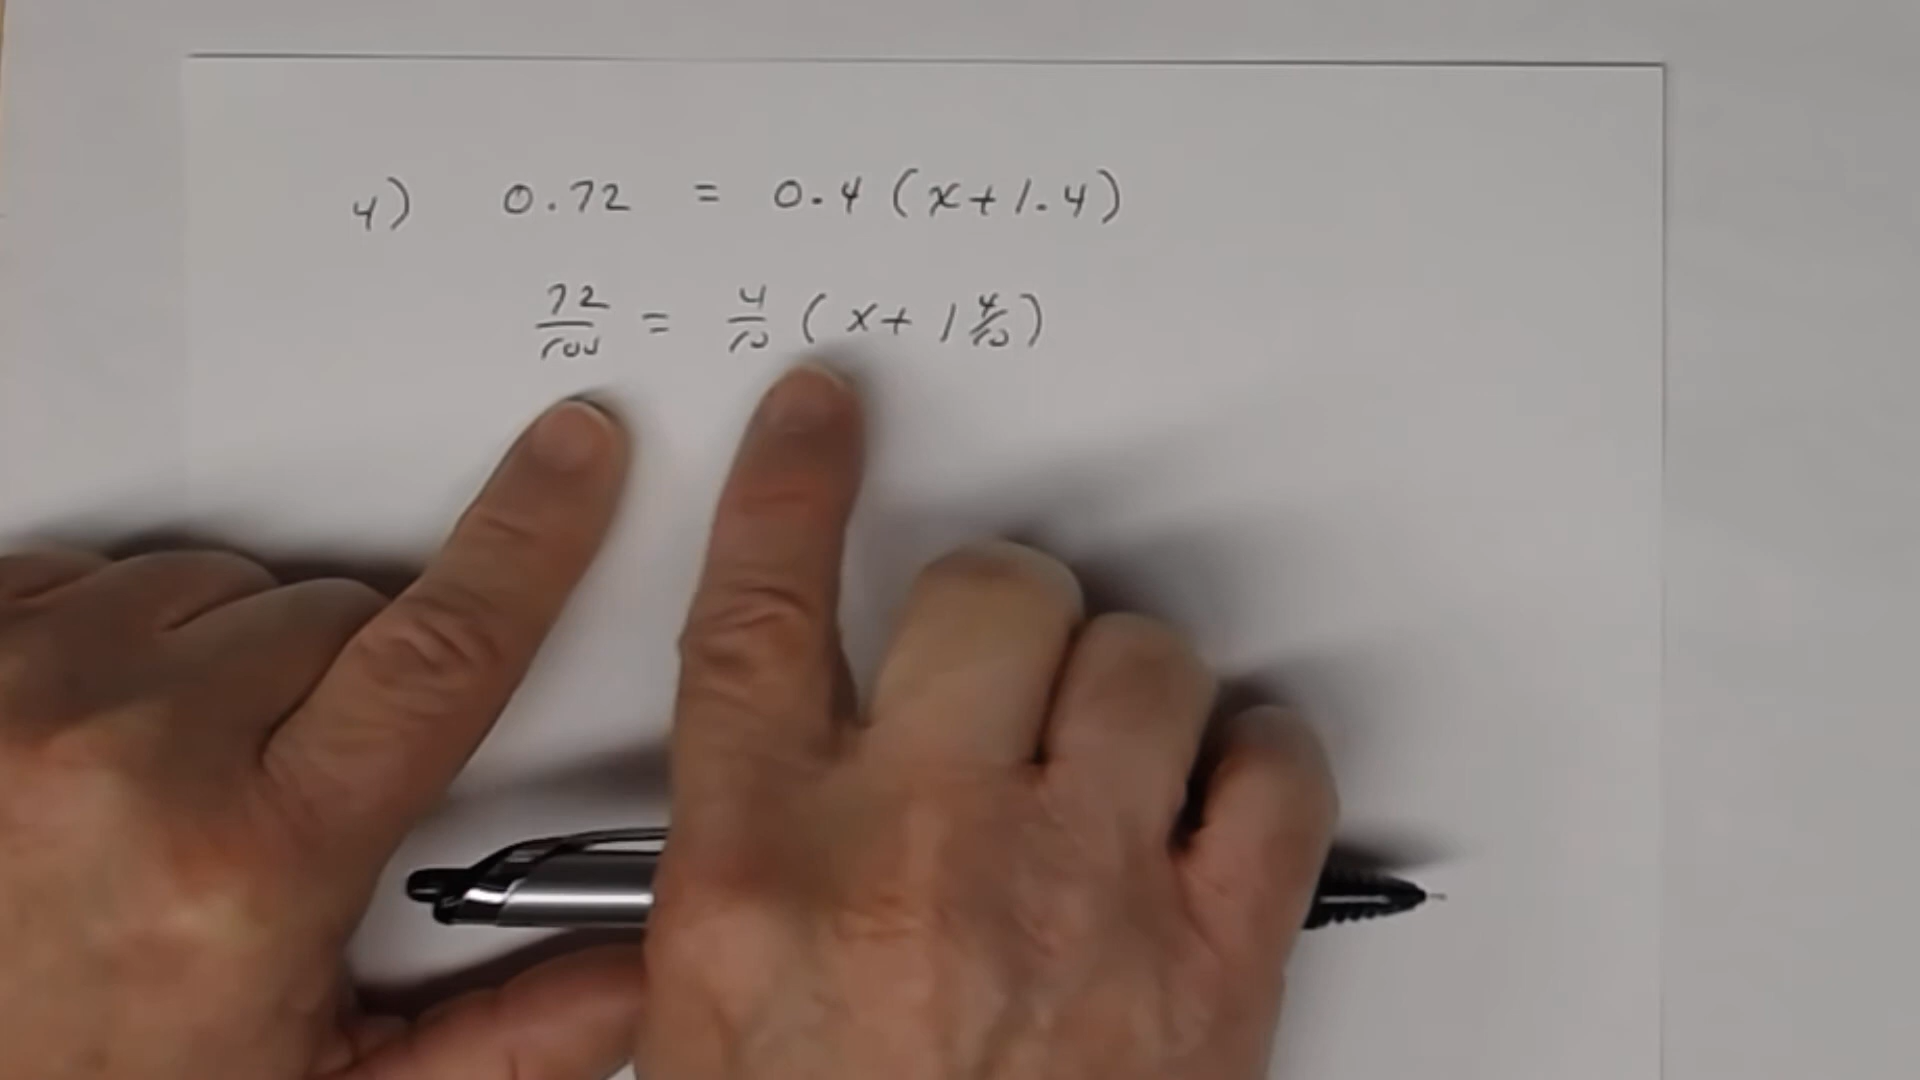 4) 0.72 = 0.4 (x+1.4)
72/100 = 4/10 (x+1 4/10)